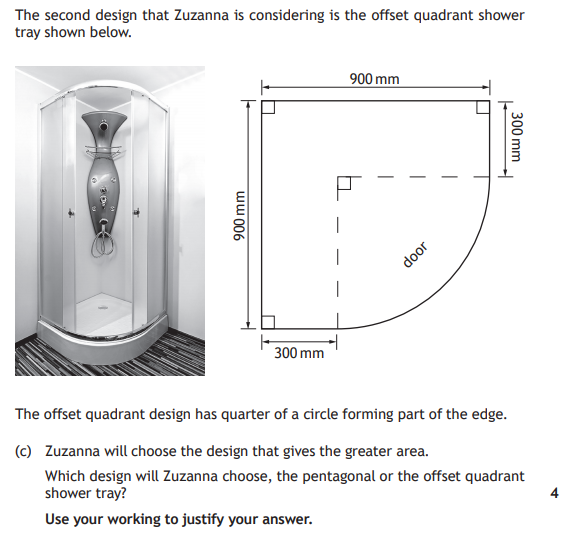 The second design that Zuzanna is considering is the offset quadrant shower
tray shown below.
900 mm
300 mm
900 mm
door
300 mm
The offset quadrant design has quarter of a circle forming part of the edge.
(c) Zuzanna will choose the design that gives the greater area.
Which design will Zuzanna choose, the pentagonal or the offset quadrant
shower tray?
4
Use your working to justify your answer.